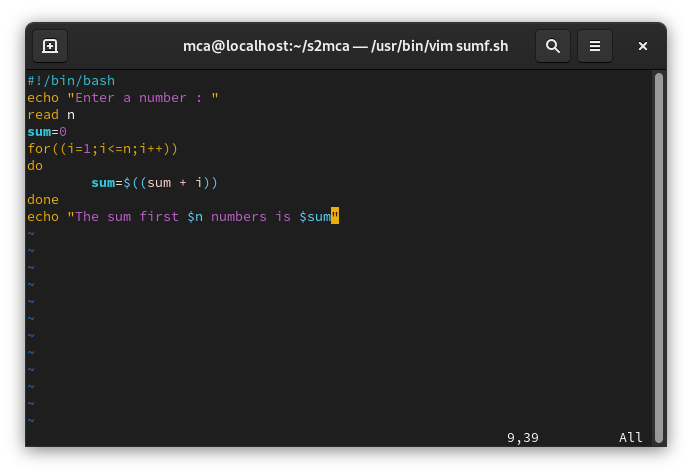 mca@localhost:~/s2mca — /usr/bin/vim sumf.sh
#!/bin/bash
echo "Enter a number : "
read n
sum=0
for((i=1;i<=n;i++))
do
        sum=$((sum + i))
done
echo "The sum first $n numbers is $sum"
~
~
~
~
~
~
~
~
~
~
~
~
9,39          All